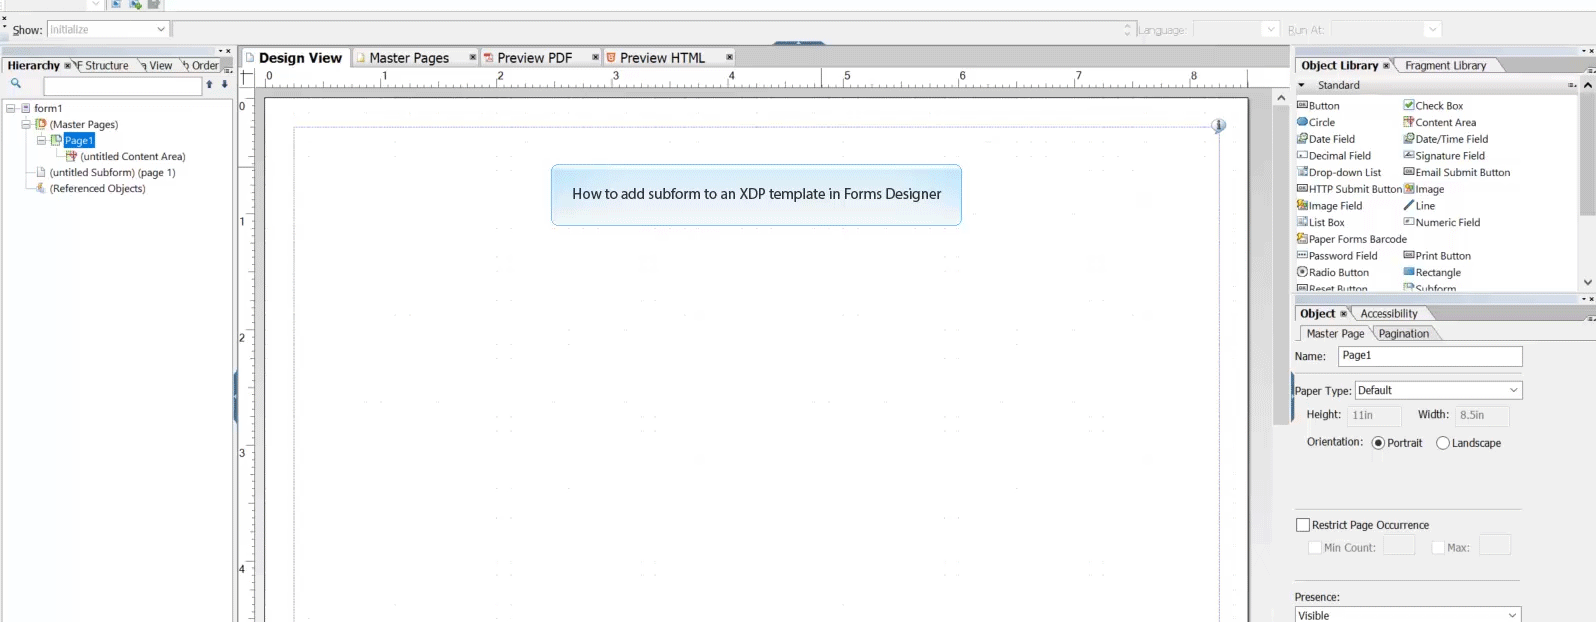 Show: Initialize Language: Run At:
Hierarchy Structure View Order
form1
(Master Pages)
Page1
(untitled Content Area)
(untitled Subform) (page 1)
(Referenced Objects)
Design View Master Pages Preview PDF Preview HTML
0 1 2 3 4 5 6 7 8
0
1
2
3
4
How to add subform to an XDP template in Forms Designer
Object Library Fragment Library
Standard
Button Check Box
Circle Content Area
Date Field Date/Time Field
Decimal Field Signature Field
Drop-down List Email Submit Button
HTTP Submit Button Image
Image Field Line
List Box Numeric Field
Paper Forms Barcode
Password Field Print Button
Radio Button Rectangle
Reset Button Subform
Object Accessibility
Master Page Pagination
Name: Page1
Paper Type: Default
Height: 11in Width: 8.5in
Orientation: Portrait Landscape
Restrict Page Occurrence
Min Count: Max:
Presence:
Visible